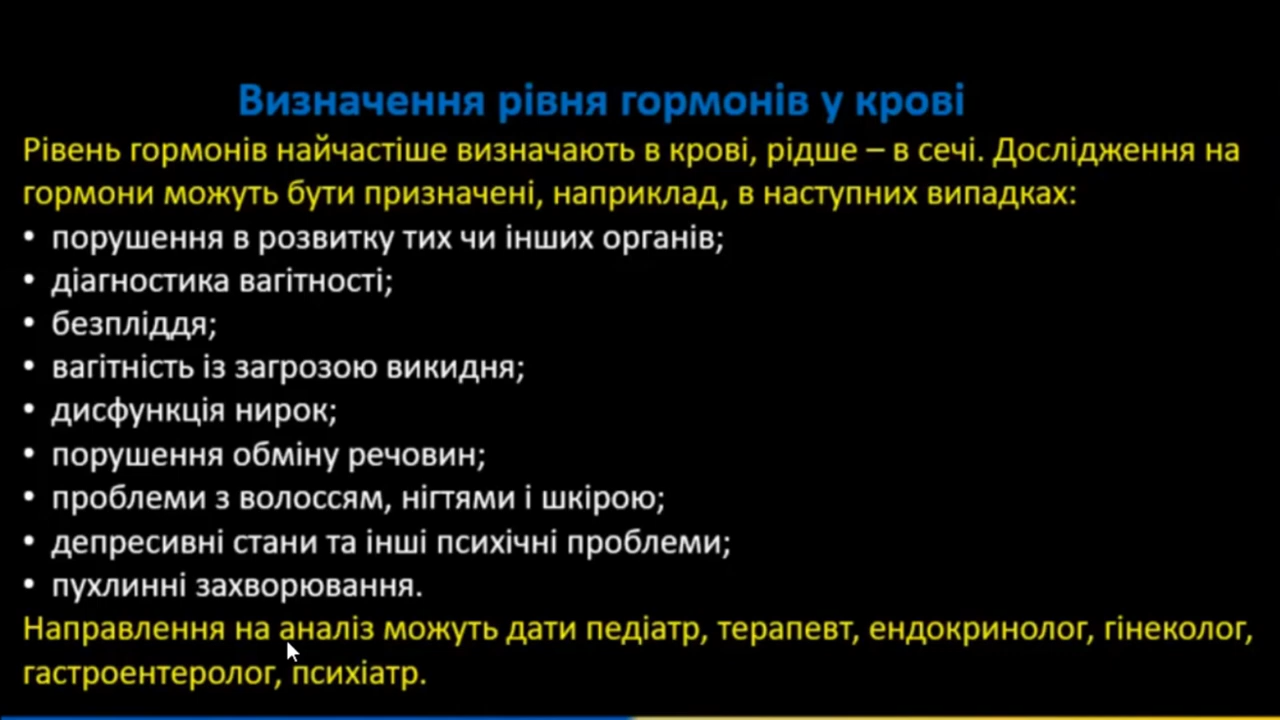 Визначення рівня гормонів у крові
Рівень гормонів найчастіше визначають в крові, рідше – в сечі. Дослідження на
гормони можуть бути призначені, наприклад, в наступних випадках:
• порушення в розвитку тих чи інших органів;
• діагностика вагітності;
• безпліддя;
• вагітність із загрозою викидня;
• дисфункція нирок;
• порушення обміну речовин;
• проблеми з волоссям, нігтями і шкірою;
• депресивні стани та інші психічні проблеми;
• пухлинні захворювання.
Направлення на аналіз можуть дати педіатр, терапевт, ендокринолог, гінеколог,
гастроентеролог, психіатр.